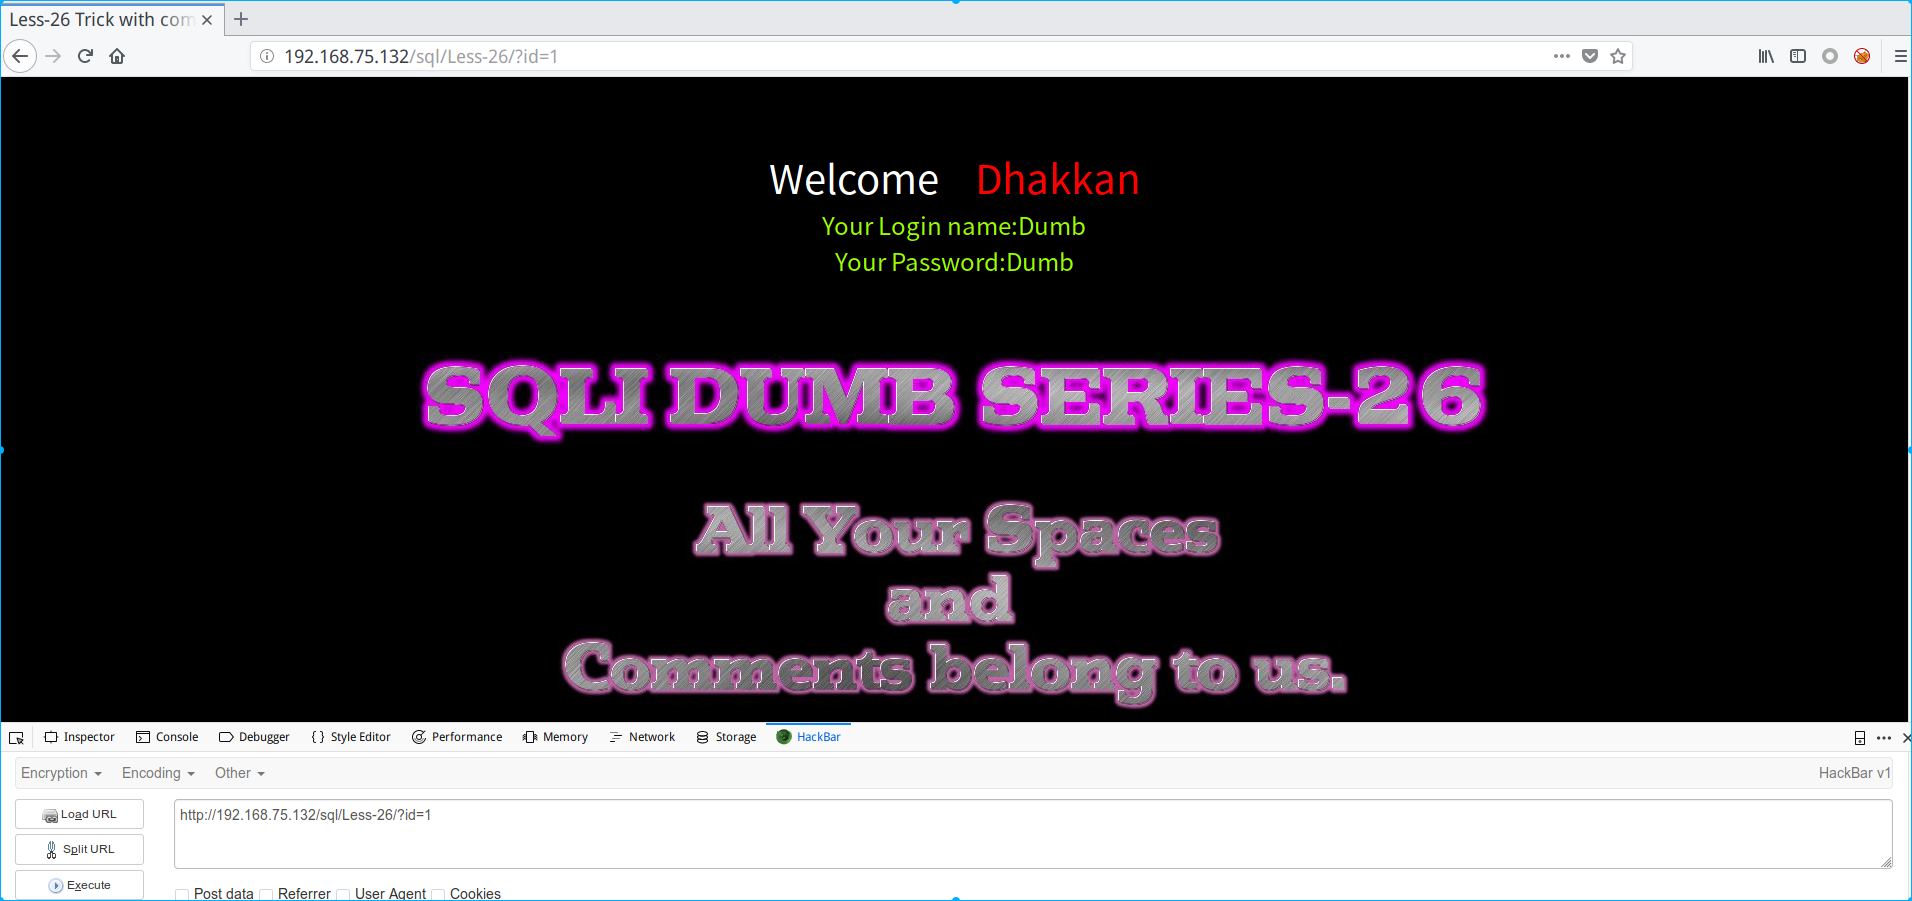 Less-26 Trick with com
192.168.75.132/sql/Less-26/?id=1
Welcome Dhakkan
Your Login name:Dumb
Your Password:Dumb
SQLI DUMB SERIES-26
All Your Spaces
and
Comments belong to us.
Inspector Console Debugger Style Editor Performance Memory Network Storage HackBar
Encryption Encoding Other HackBar v1
Load URL http://192.168.75.132/sql/Less-26/?id=1
Split URL
Execute
Post data Referrer User Agent Cookies